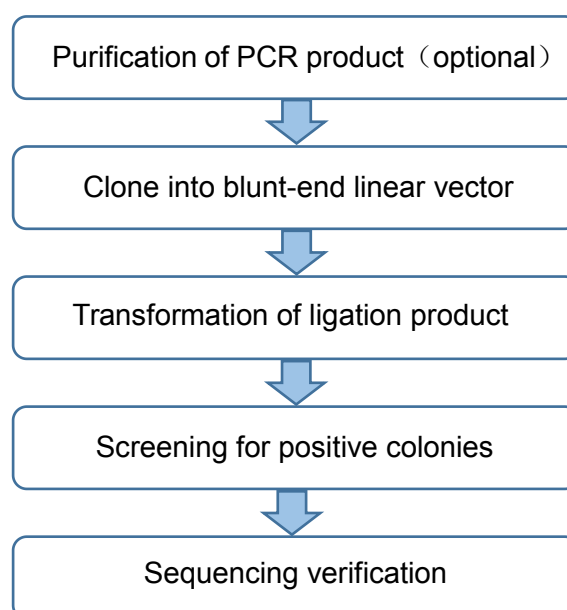 Purification of PCR product（optional）
Clone into blunt-end linear vector
Transformation of ligation product
Screening for positive colonies
Sequencing verification